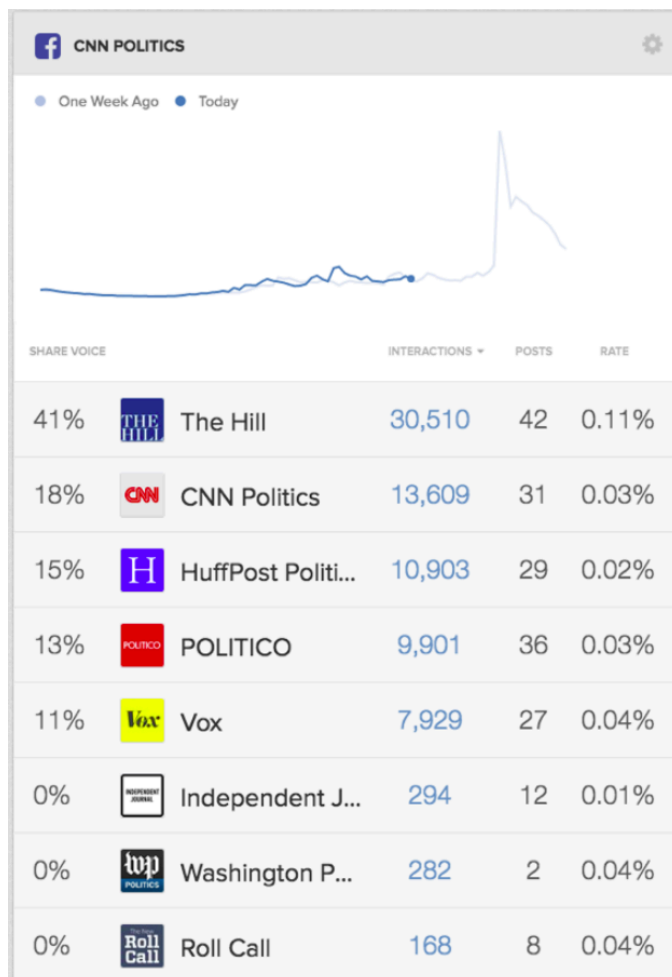 CNN POLITICS
One Week Ago Today
SHARE VOICE INTERACTIONS POSTS RATE
41% THE HILL The Hill 30,510 42 0.11%
18% CNN CNN Politics 13,609 31 0.03%
15% H HuffPost Politi... 10,903 29 0.02%
13% POLITICO POLITICO 9,901 36 0.03%
11% Vox Vox 7,929 27 0.04%
0% INDEPENDENT JOURNAL Independent J... 294 12 0.01%
0% wp POLITICS Washington P... 282 2 0.04%
0% Roll Call Roll Call 168 8 0.04%